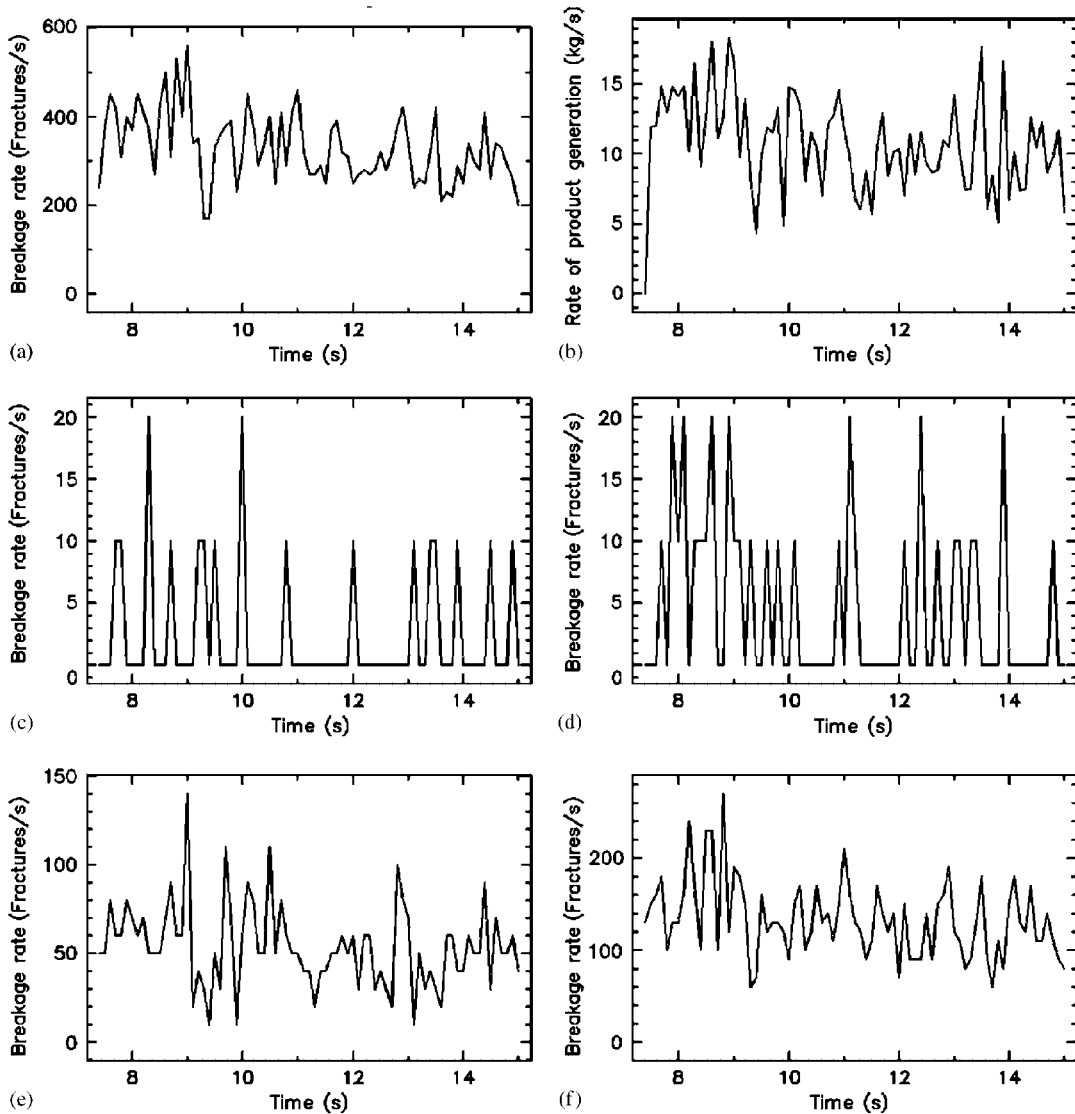 600
400
200
0
Breakage rate (Fractures/s)
8 10 12 14
Time (s)
(a)
15
10
5
0
Rate of product generation (kg/s)
8 10 12 14
Time (s)
(b)
20
15
10
5
0
Breakage rate (Fractures/s)
8 10 12 14
Time (s)
(c)
20
15
10
5
0
Breakage rate (Fractures/s)
8 10 12 14
Time (s)
(d)
150
100
50
0
Breakage rate (Fractures/s)
8 10 12 14
Time (s)
(e)
200
100
0
Breakage rate (Fractures/s)
8 10 12 14
Time (s)
(f)